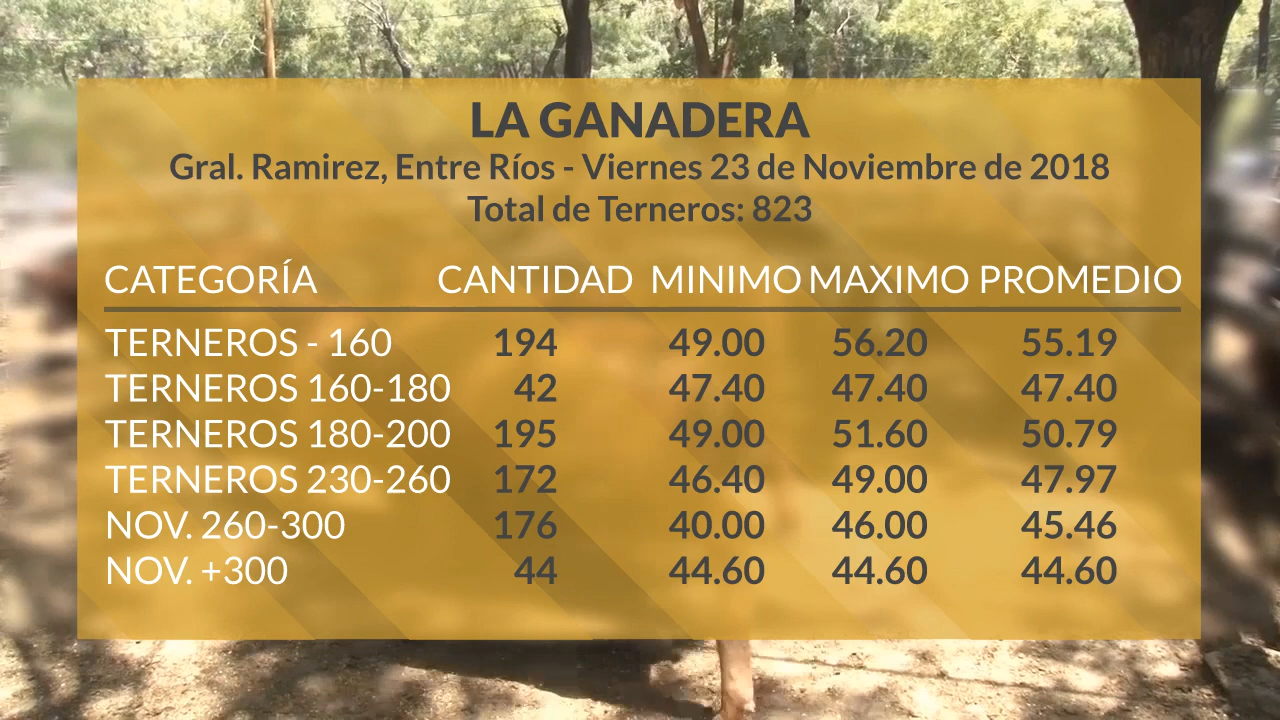 LA GANADERA
Gral. Ramirez, Entre Ríos - Viernes 23 de Noviembre de 2018
Total de Terneros: 823
CATEGORÍA CANTIDAD MINIMO MAXIMO PROMEDIO
TERNEROS - 160 194 49.00 56.20 55.19
TERNEROS 160-180 42 47.40 47.40 47.40
TERNEROS 180-200 195 49.00 51.60 50.79
TERNEROS 230-260 172 46.40 49.00 47.97
NOV. 260-300 176 40.00 46.00 45.46
NOV. +300 44 44.60 44.60 44.60